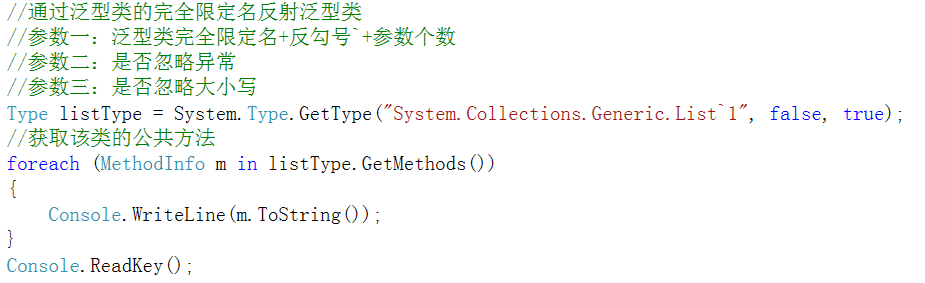 //通过泛型类的完全限定名反射泛型类
//参数一：泛型类完全限定名+反勾号`+参数个数
//参数二：是否忽略异常
//参数三：是否忽略大小写
Type listType = System.Type.GetType("System.Collections.Generic.List`1", false, true);
//获取该类的公共方法
foreach (MethodInfo m in listType.GetMethods())
{
    Console.WriteLine(m.ToString());
}
Console.ReadKey();